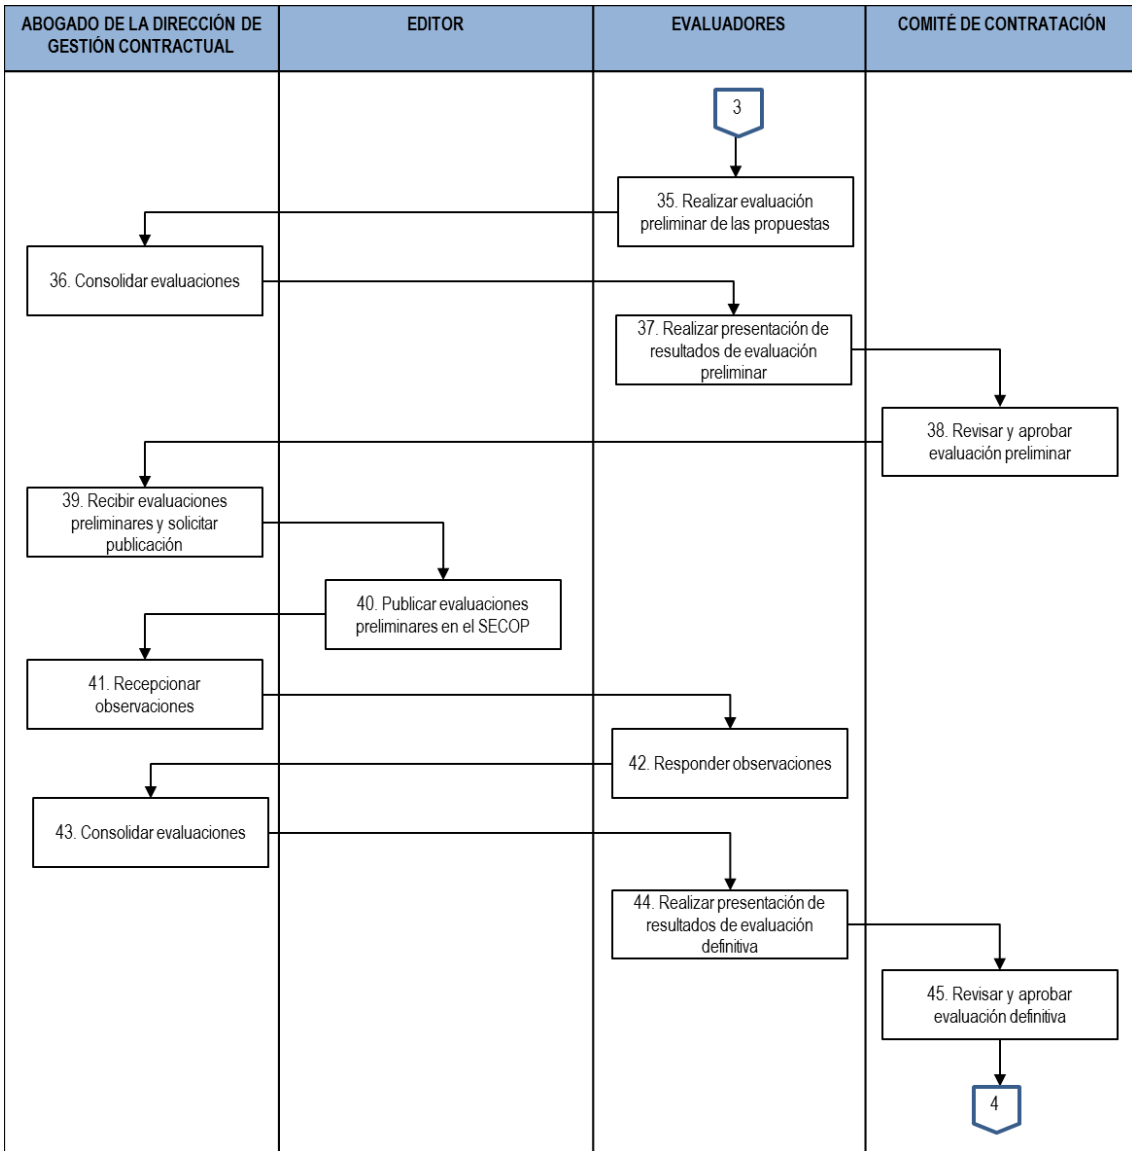 ABOGADO DE LA DIRECCIÓN DE
GESTIÓN CONTRACTUAL
EDITOR
EVALUADORES
COMITÉ DE CONTRATACIÓN
3
35. Realizar evaluación
preliminar de las propuestas
36. Consolidar evaluaciones
37. Realizar presentación de
resultados de evaluación
preliminar
38. Revisar y aprobar
evaluación preliminar
39. Recibir evaluaciones
preliminares y solicitar
publicación
40. Publicar evaluaciones
preliminares en el SECOP
41. Recepcionar
observaciones
42. Responder observaciones
43. Consolidar evaluaciones
44. Realizar presentación de
resultados de evaluación
definitiva
45. Revisar y aprobar
evaluación definitiva
4